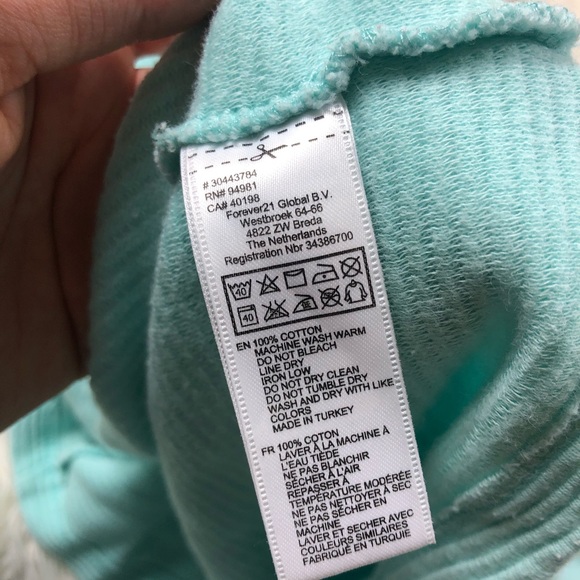 # 30443784
RN# 94981
CA# 40198
Forever21 Global B.V.
Westbroek 64-66
4822 ZW Breda
The Netherlands
Registration Nbr 34386700
40
40
EN 100% COTTON
MACHINE WASH WARM
DO NOT BLEACH
LINE DRY
IRON LOW
DO NOT DRY CLEAN
DO NOT TUMBLE DRY
WASH AND DRY WITH LIKE
COLORS
MADE IN TURKEY
FR 100% COTON
LAVER À LA MACHINE À
L'EAU TIÈDE
NE PAS BLANCHIR
SÉCHER À L'AIR
REPASSER À
TEMPÉRATURE MODÉRÉE
NE PAS NETTOYER À SEC
NE PAS SÉCHER EN
MACHINE
LAVER ET SECHER AVEC
COULEURS SIMILAIRES
FABRIQUÉ EN TURQUIE